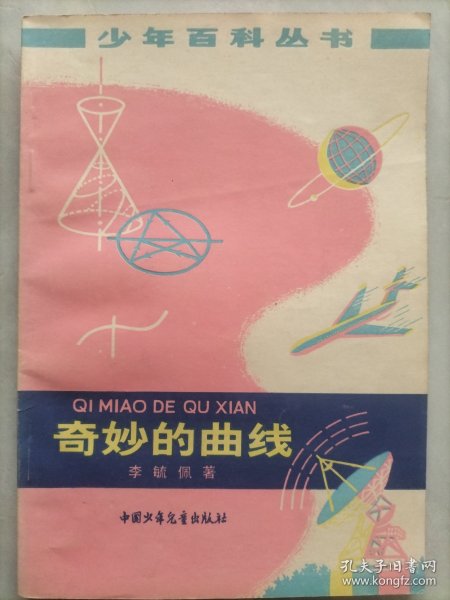 少年百科丛书
QI MIAO DE QU XIAN
奇妙的曲线
李毓佩著
中国少年儿童出版社
孔夫子旧书网
www.kongfz.com